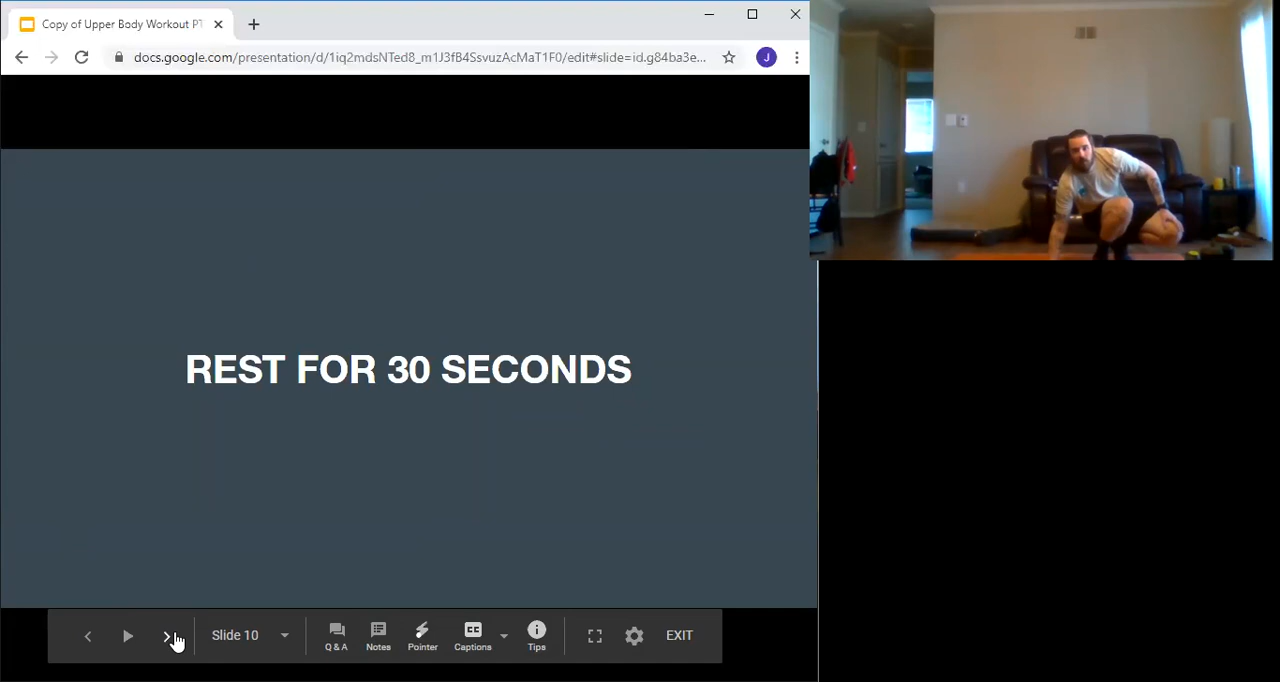 Copy of Upper Body Workout PT
docs.google.com/presentation/d/1iq2mdsNTed8_m1J3fB4SsvuzAcMaT1F0/edit#slide=id.g84ba3e...
J
REST FOR 30 SECONDS
Slide 10
Q & A
Notes
Pointer
CC
Captions
Tips
EXIT